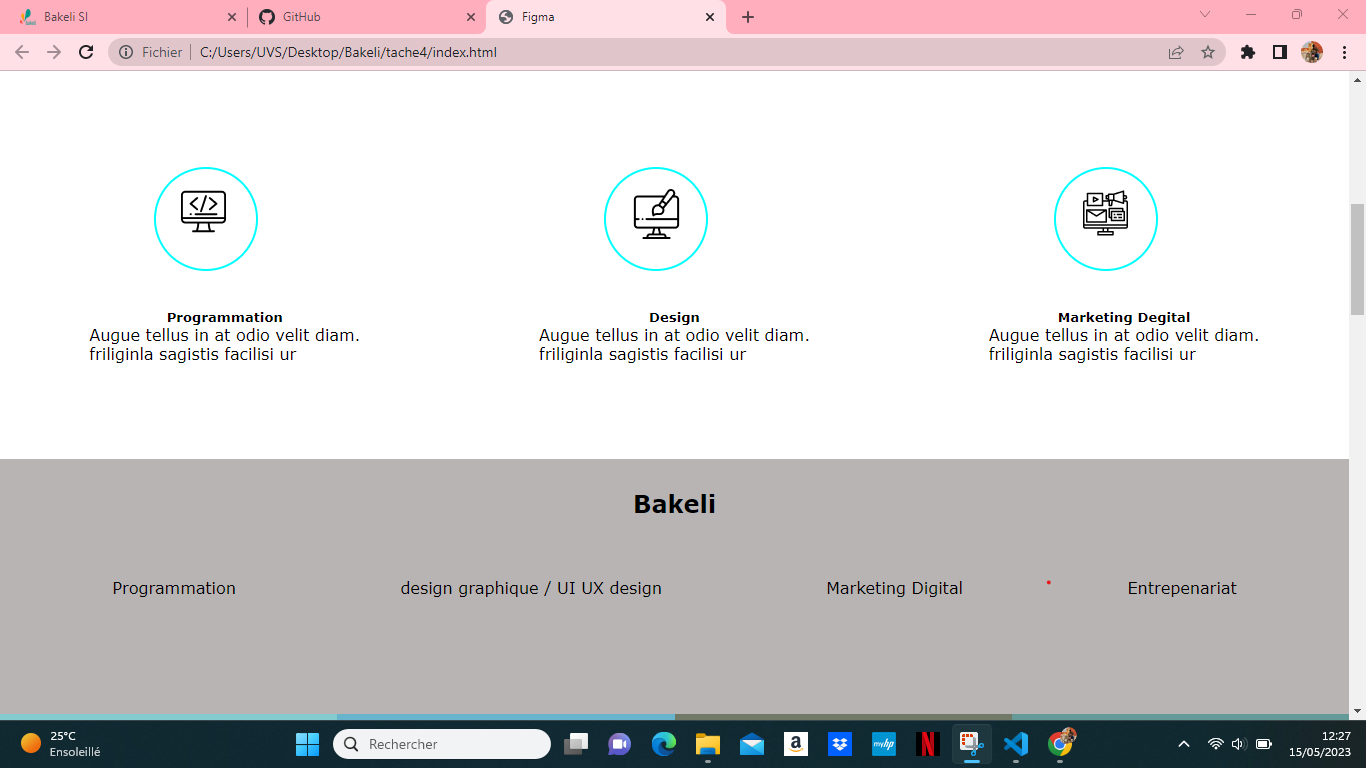 Bakeli SI
GitHub
Figma
Fichier
C:/Users/UVS/Desktop/Bakeli/tache4/index.html
Programmation
Augue tellus in at odio velit diam.
friliginla sagistis facilisi ur
Design
Augue tellus in at odio velit diam.
friliginla sagistis facilisi ur
Marketing Degital
Augue tellus in at odio velit diam.
friliginla sagistis facilisi ur
Bakeli
Programmation
design graphique / UI UX design
Marketing Digital
Entrepenariat
25°C
Ensoleillé
Rechercher
a
myhp
N
12:27
15/05/2023